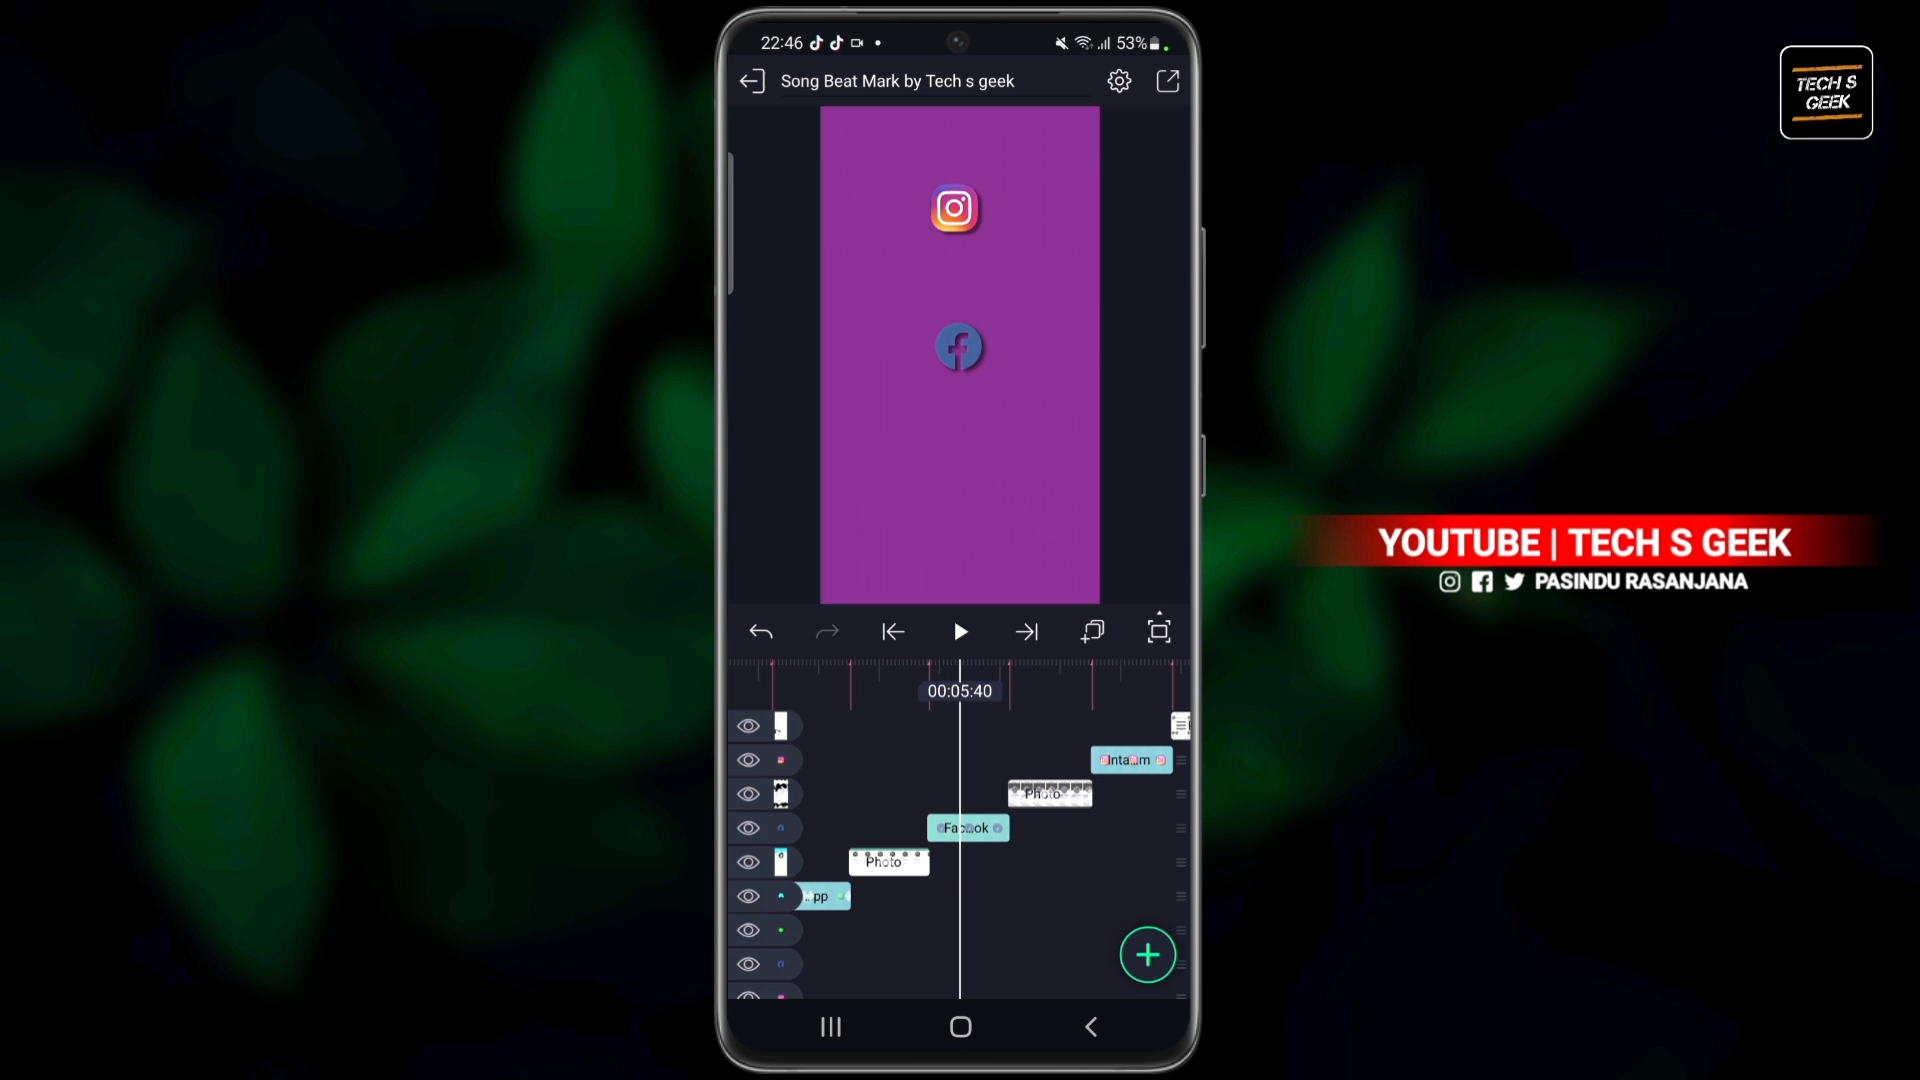 22:46
53%
Song Beat Mark by Tech s geek
TECH S
GEEK
YOUTUBE | TECH S GEEK
PASINDU RASANJANA
00:05:40
Photo
Photo
pp